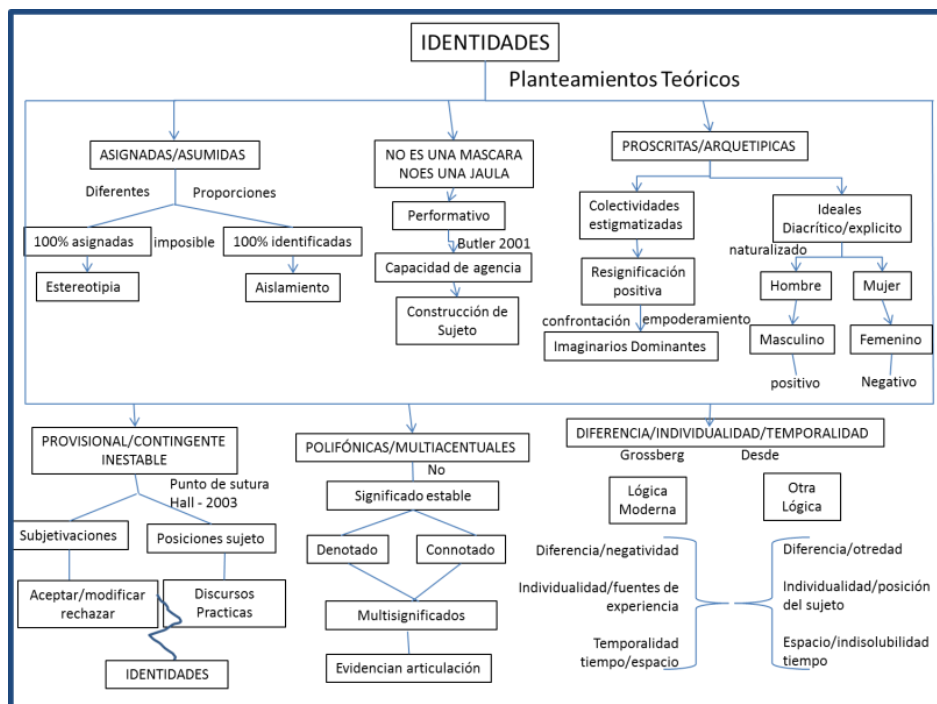 IDENTIDADES
Planteamientos Teóricos
ASIGNADAS/ASUMIDAS
Diferentes
Proporciones
100% asignadas
imposible
100% identificadas
Estereotipia
Aislamiento
NO ES UNA MASCARA
NOES UNA JAULA
Performativo
Butler 2001
Capacidad de agencia
Construcción de
Sujeto
PROSCRITAS/ARQUETIPICAS
Colectividades
estigmatizadas
Resignificación
positiva
confrontación
empoderamiento
Imaginarios Dominantes
Ideales
Diacrítico/explicito
naturalizado
Hombre
Mujer
Masculino
Femenino
positivo
Negativo
PROVISIONAL/CONTINGENTE
INESTABLE
Punto de sutura
Hall - 2003
Subjetivaciones
Posiciones sujeto
Aceptar/modificar
rechazar
Discursos
Practicas
IDENTIDADES
POLIFÓNICAS/MULTIACENTUALES
No
Significado estable
Denotado
Connotado
Multisignificados
Evidencian articulación
DIFERENCIA/INDIVIDUALIDAD/TEMPORALIDAD
Grossberg
Desde
Lógica
Moderna
Otra
Lógica
Diferencia/negatividad
Individualidad/fuentes de
experiencia
Temporalidad
tiempo/espacio
Diferencia/otredad
Individualidad/posición
del sujeto
Espacio/indisolubilidad
tiempo